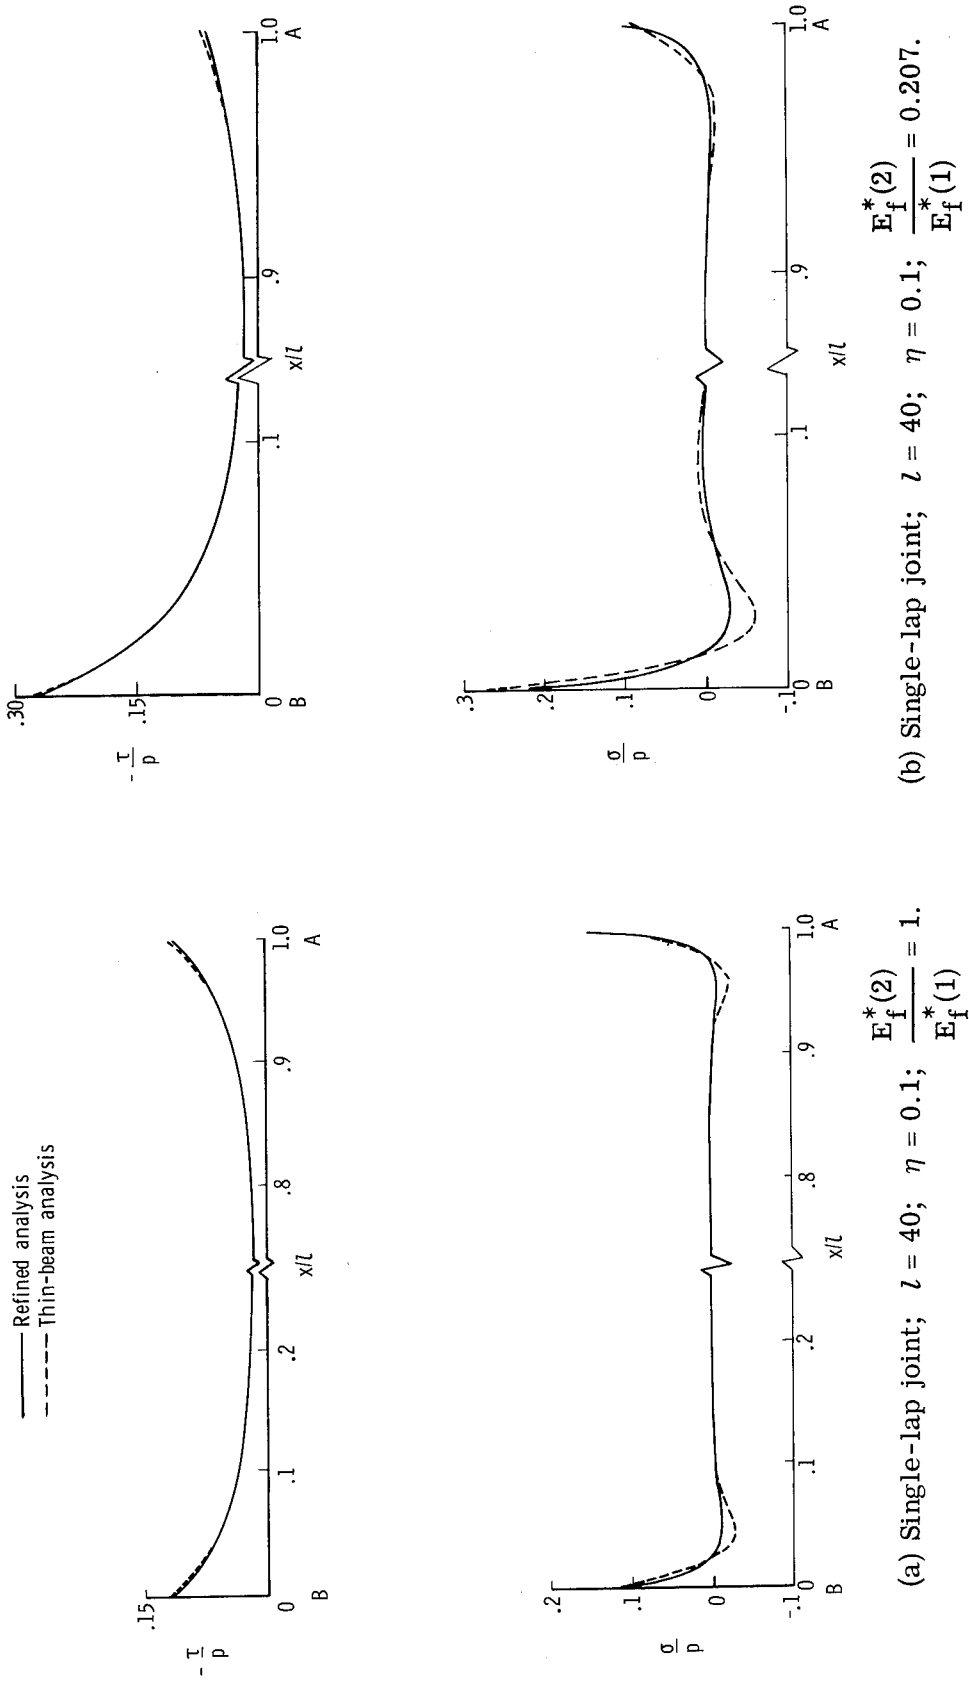 Refined analysis
Thin-beam analysis
.15
- τ/p
0
B
.1
.2
x/l
.8
.9
1.0
A
.2
.1
σ/p
0
-.1
0
B
.1
.2
x/l
.8
.9
1.0
A
(a) Single-lap joint; l = 40; η = 0.1; E*f(2)/E*f(1) = 1.
.30
.15
- τ/p
0
B
.1
x/l
.9
1.0
A
.3
.2
.1
σ/p
0
-.1
0
B
.1
x/l
.9
1.0
A
(b) Single-lap joint; l = 40; η = 0.1; E*f(2)/E*f(1) = 0.207.